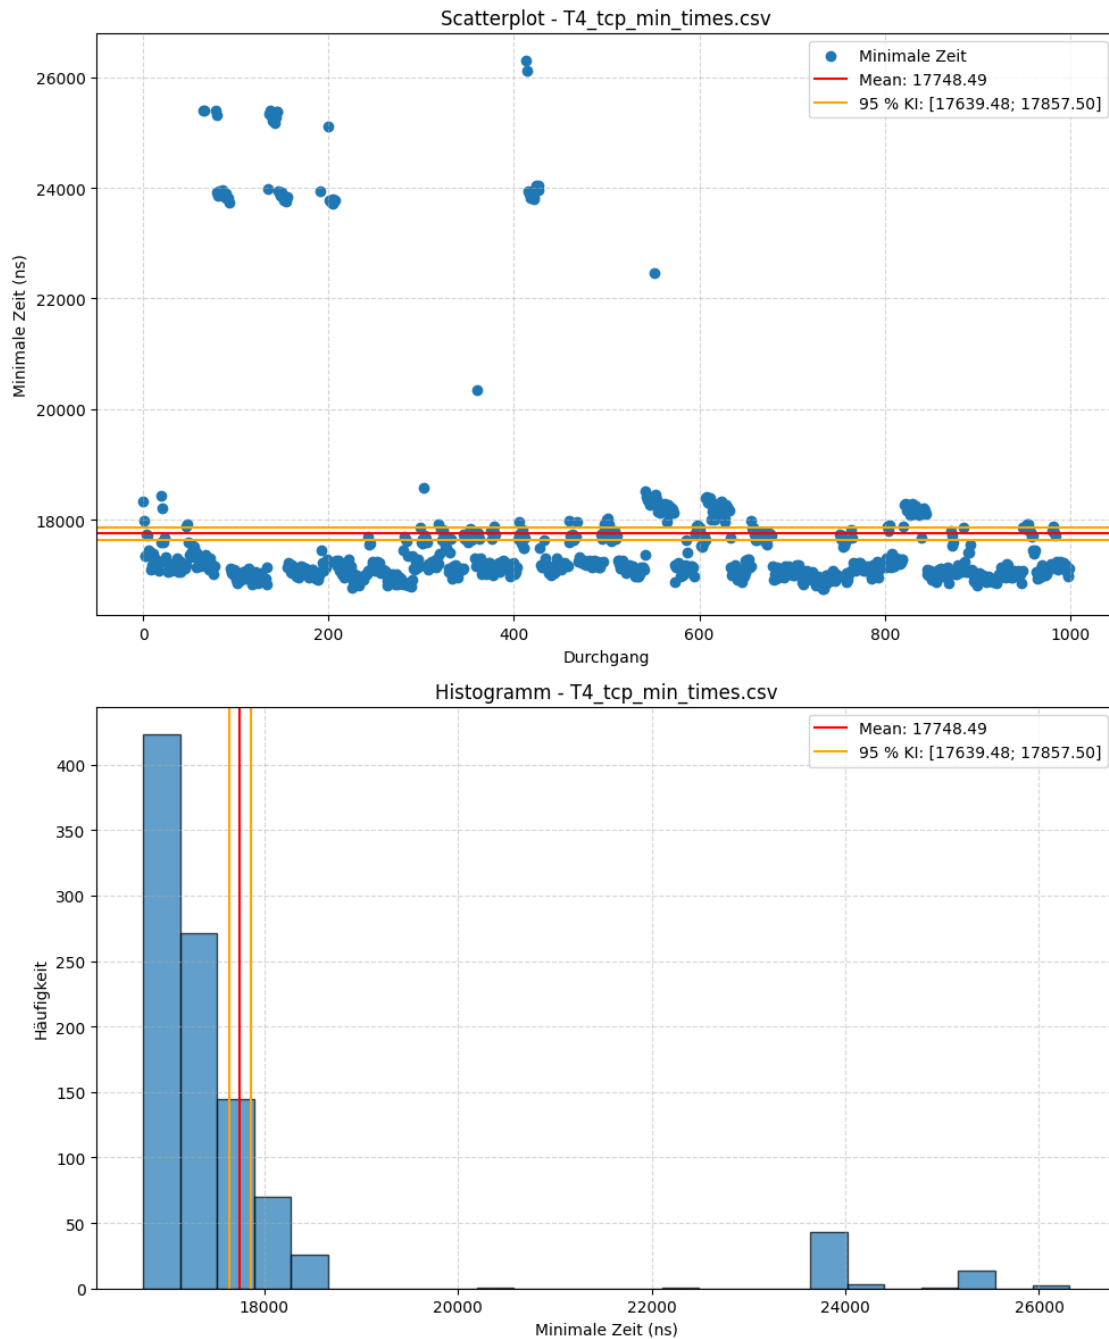 Scatterplot - T4_tcp_min_times.csv
Minimale Zeit
Mean: 17748.49
95 % KI: [17639.48; 17857.50]
26000
24000
22000
20000
18000
Minimale Zeit (ns)
0 200 400 600 800 1000
Durchgang
Histogramm - T4_tcp_min_times.csv
Mean: 17748.49
95 % KI: [17639.48; 17857.50]
400
350
300
250
200
150
100
50
0
Häufigkeit
18000 20000 22000 24000 26000
Minimale Zeit (ns)